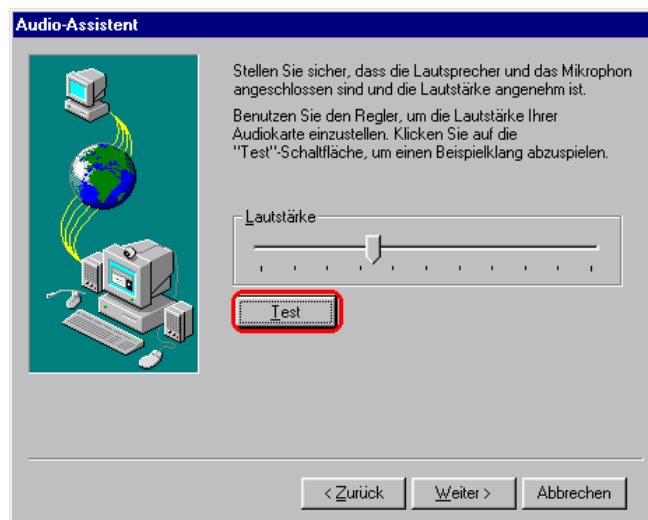 Audio-Assistent
Stellen Sie sicher, dass die Lautsprecher und das Mikrophon
angeschlossen sind und die Lautstärke angenehm ist.
Benutzen Sie den Regler, um die Lautstärke Ihrer
Audiokarte einzustellen. Klicken Sie auf die
"Test"-Schaltfläche, um einen Beispielklang abzuspielen.
Lautstärke
Test
< Zurück
Weiter >
Abbrechen